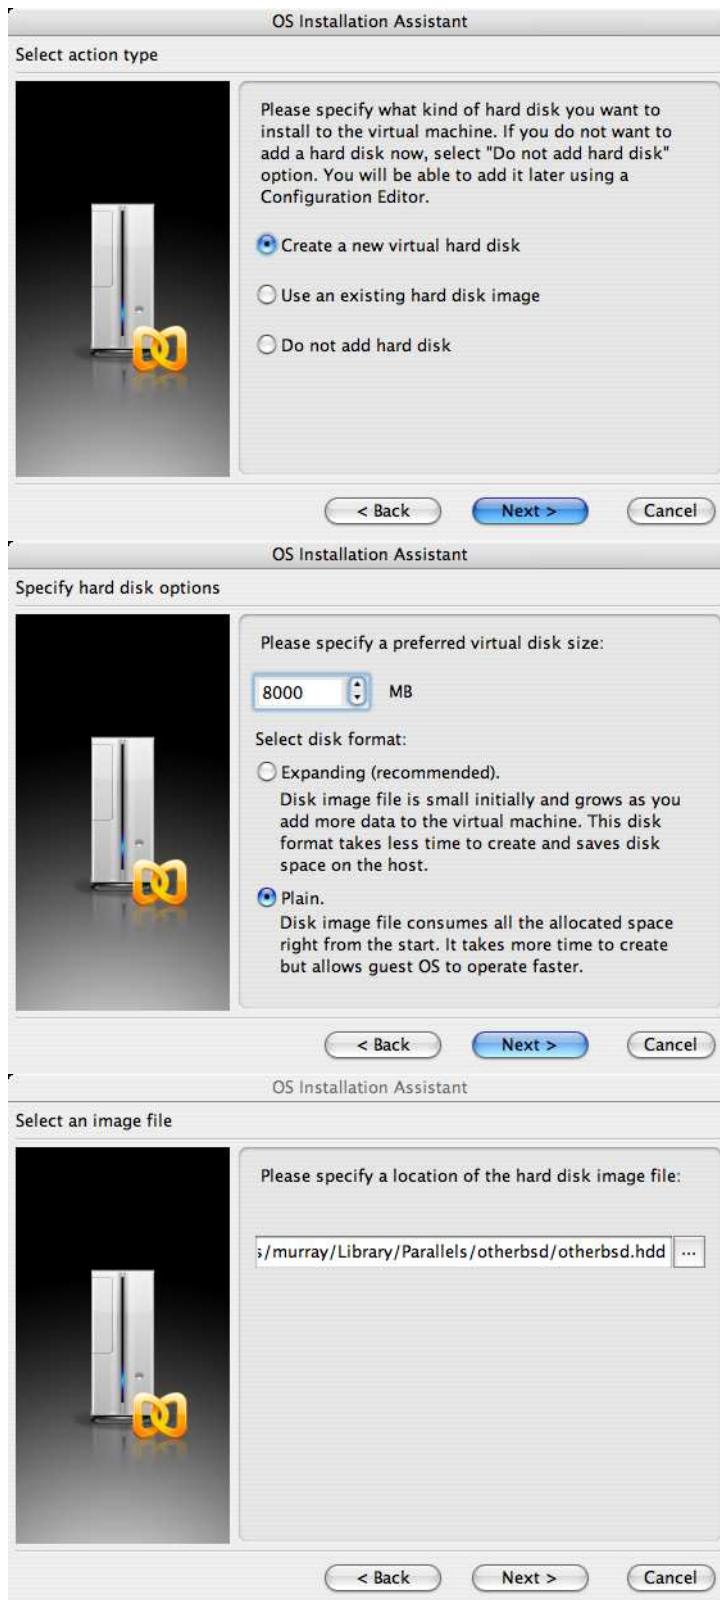 OS Installation Assistant
Select action type
Please specify what kind of hard disk you want to
install to the virtual machine. If you do not want to
add a hard disk now, select "Do not add hard disk"
option. You will be able to add it later using a
Configuration Editor.
Create a new virtual hard disk
Use an existing hard disk image
Do not add hard disk
< Back
Next >
Cancel
OS Installation Assistant
Specify hard disk options
Please specify a preferred virtual disk size:
8000 MB
Select disk format:
Expanding (recommended).
Disk image file is small initially and grows as you
add more data to the virtual machine. This disk
format takes less time to create and saves disk
space on the host.
Plain.
Disk image file consumes all the allocated space
right from the start. It takes more time to create
but allows guest OS to operate faster.
< Back
Next >
Cancel
OS Installation Assistant
Select an image file
Please specify a location of the hard disk image file:
s/murray/Library/Parallels/otherbsd/otherbsd.hdd ...
< Back
Next >
Cancel